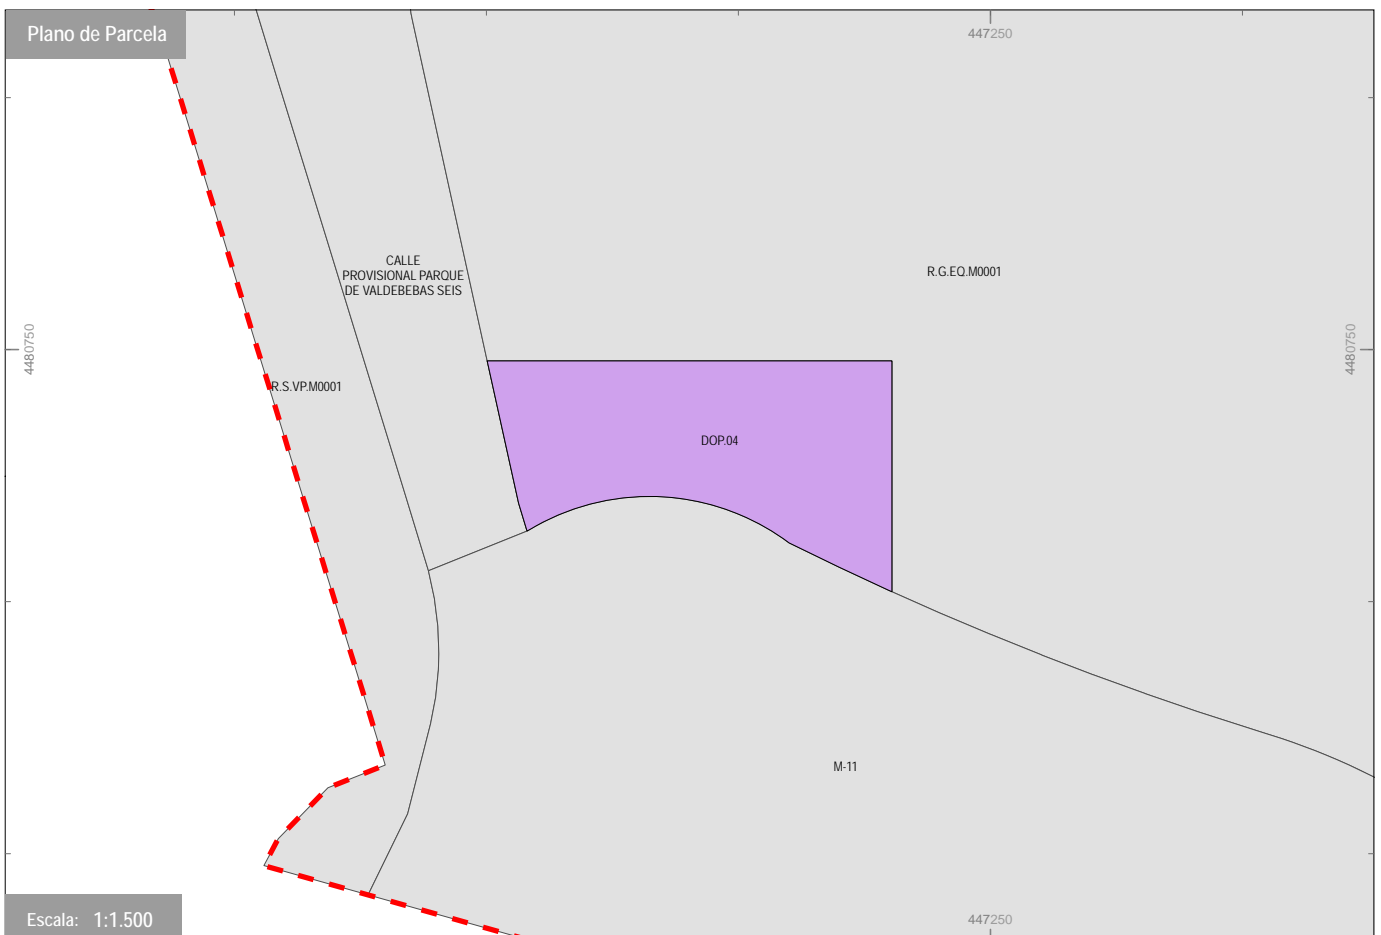 Plano de Parcela
447250
CALLE
PROVISIONAL PARQUE
DE VALDEBEBAS SEIS
R.G.EQ.M0001
4480750
4480750
R.S.VP.M0001
DOP.04
M-11
Escala: 1:1.500
447250